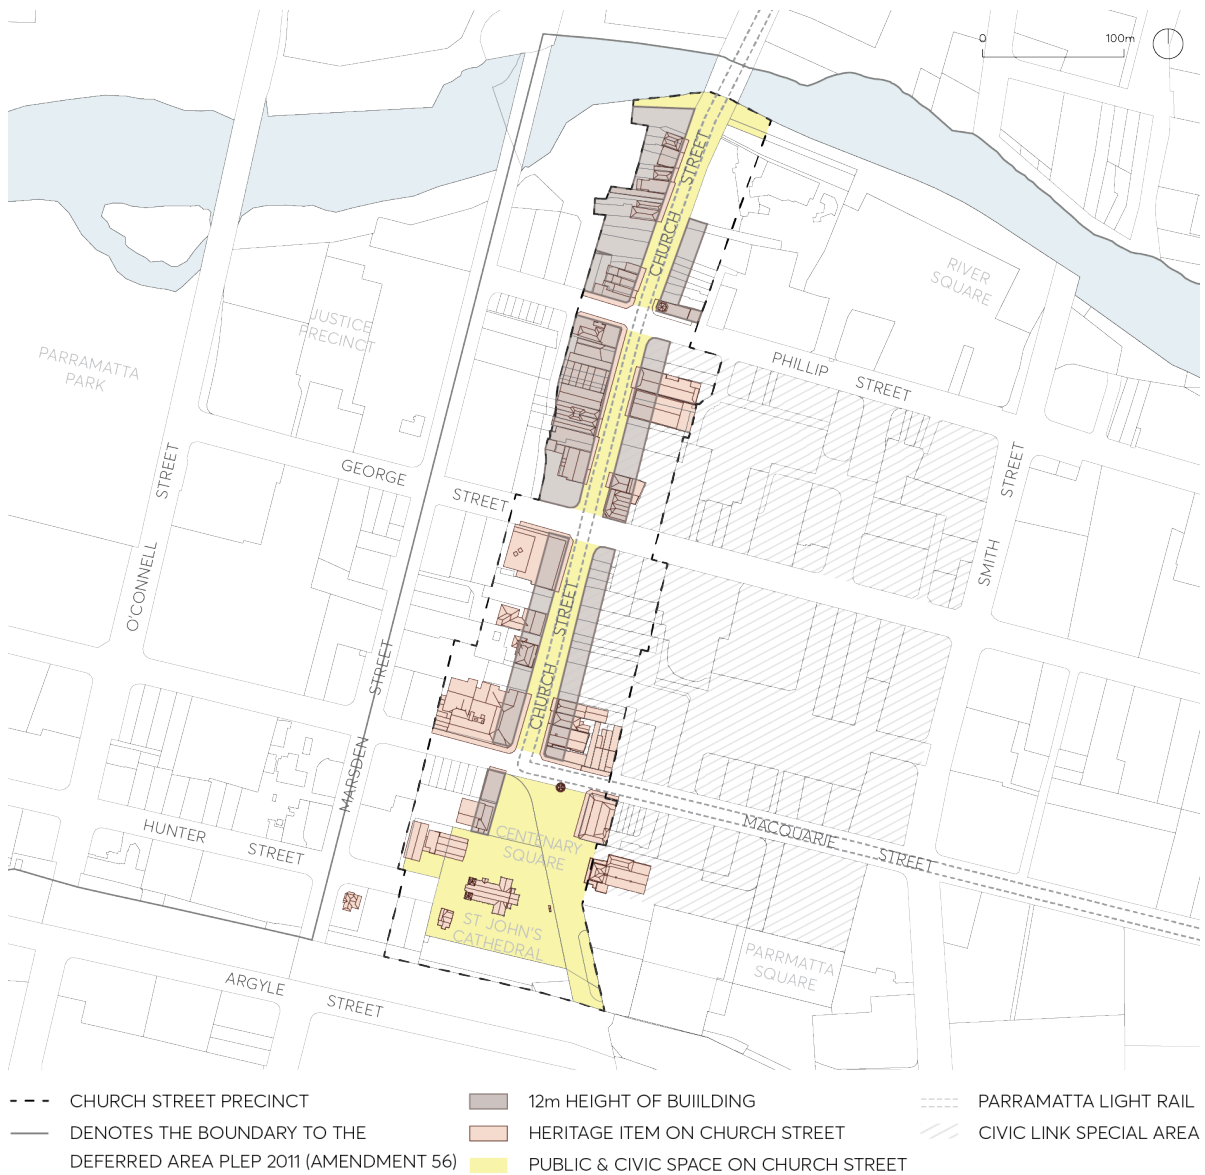 0
100m
CHURCH STREET
RIVER
SQUARE
JUSTICE
PRECINCT
PARRAMATTA
PARK
PHILLIP STREET
GEORGE STREET
O'CONNELL STREET
SMITH STREET
CHURCH STREET
MARSDEN STREET
HUNTER STREET
CENTENARY
SQUARE
MACQUARIE STREET
ST JOHN'S
CATHEDRAL
PARRMATTA
SQUARE
ARGYLE STREET
CHURCH STREET PRECINCT
DENOTES THE BOUNDARY TO THE
DEFERRED AREA PLEP 2011 (AMENDMENT 56)
12m HEIGHT OF BUIILDING
HERITAGE ITEM ON CHURCH STREET
PUBLIC & CIVIC SPACE ON CHURCH STREET
PARRAMATTA LIGHT RAIL
CIVIC LINK SPECIAL AREA